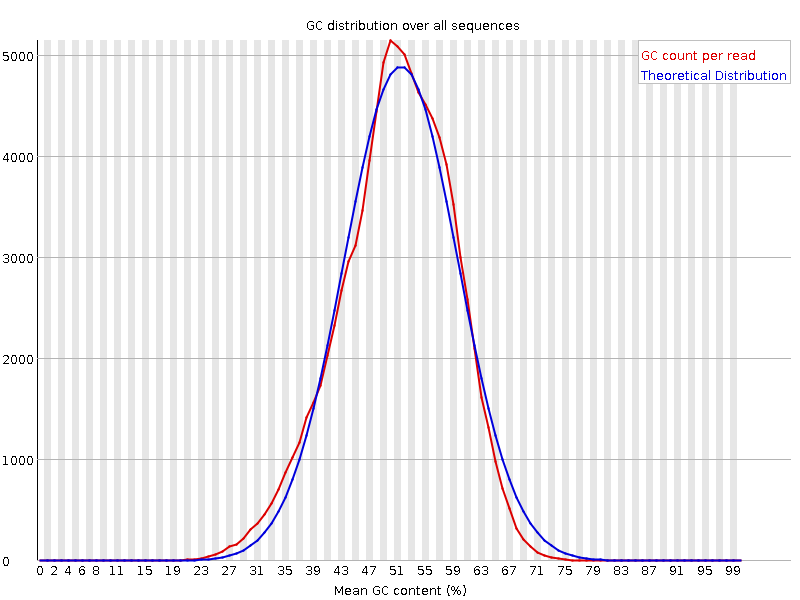 GC distribution over all sequences
GC count per read
Theoretical Distribution
5000
4000
3000
2000
1000
0
0 2 4 6 8 11 15 19 23 27 31 35 39 43 47 51 55 59 63 67 71 75 79 83 87 91 95 99
Mean GC content (%)